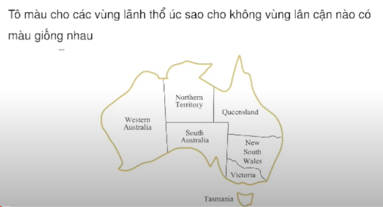 Tô màu cho các vùng lãnh thổ úc sao cho không vùng lân cận nào có
màu giống nhau
Northern
Territory
Queensland
Western
Australia
South
Australia
New
South
Wales
Victoria
Tasmania